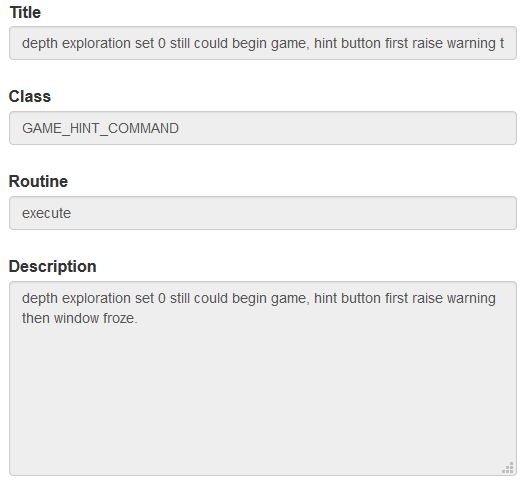 Title
depth exploration set 0 still could begin game, hint button first raise warning t
Class
GAME_HINT_COMMAND
Routine
execute
Description
depth exploration set 0 still could begin game, hint button first raise warning
then window froze.